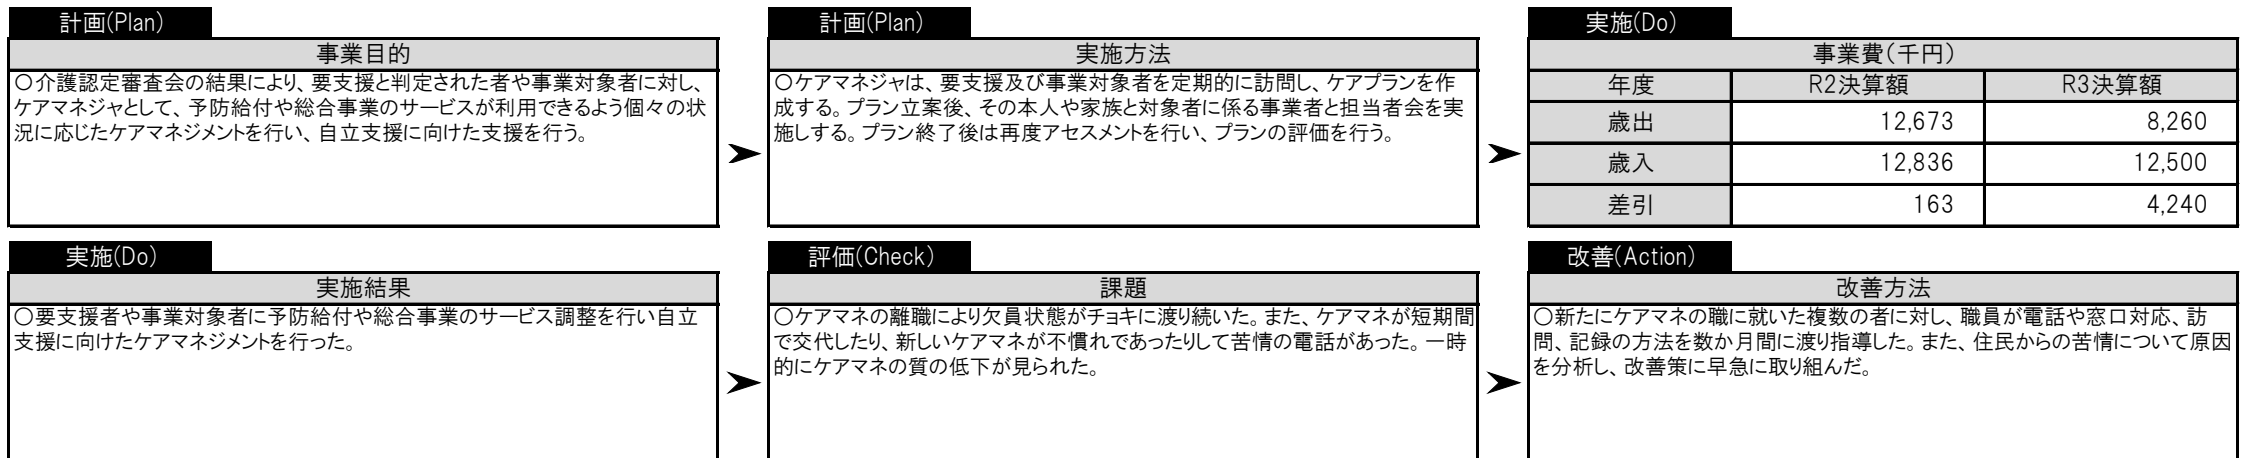 計画(Plan)
事業目的
○介護認定審査会の結果により、要支援と判定された者や事業対象者に対し、
ケアマネジャとして、予防給付や総合事業のサービスが利用できるよう個々の状
況に応じたケアマネジメントを行い、自立支援に向けた支援を行う。
計画(Plan)
実施方法
○ケアマネジャは、要支援及び事業対象者を定期的に訪問し、ケアプランを作
成する。プラン立案後、その本人や家族と対象者に係る事業者と担当者会を実
施しする。プラン終了後は再度アセスメントを行い、プランの評価を行う。
実施(Do)
事業費(千円)
年度 R2決算額 R3決算額
歳出 12,673 8,260
歳入 12,836 12,500
差引 163 4,240
実施(Do)
実施結果
○要支援者や事業対象者に予防給付や総合事業のサービス調整を行い自立
支援に向けたケアマネジメントを行った。
評価(Check)
課題
○ケアマネの離職により欠員状態がチョキに渡り続いた。また、ケアマネが短期間
で交代したり、新しいケアマネが不慣れであったりして苦情の電話があった。一時
的にケアマネの質の低下が見られた。
改善(Action)
改善方法
○新たにケアマネの職に就いた複数の者に対し、職員が電話や窓口対応、訪
問、記録の方法を数か月間に渡り指導した。また、住民からの苦情について原因
を分析し、改善策に早急に取り組んだ。